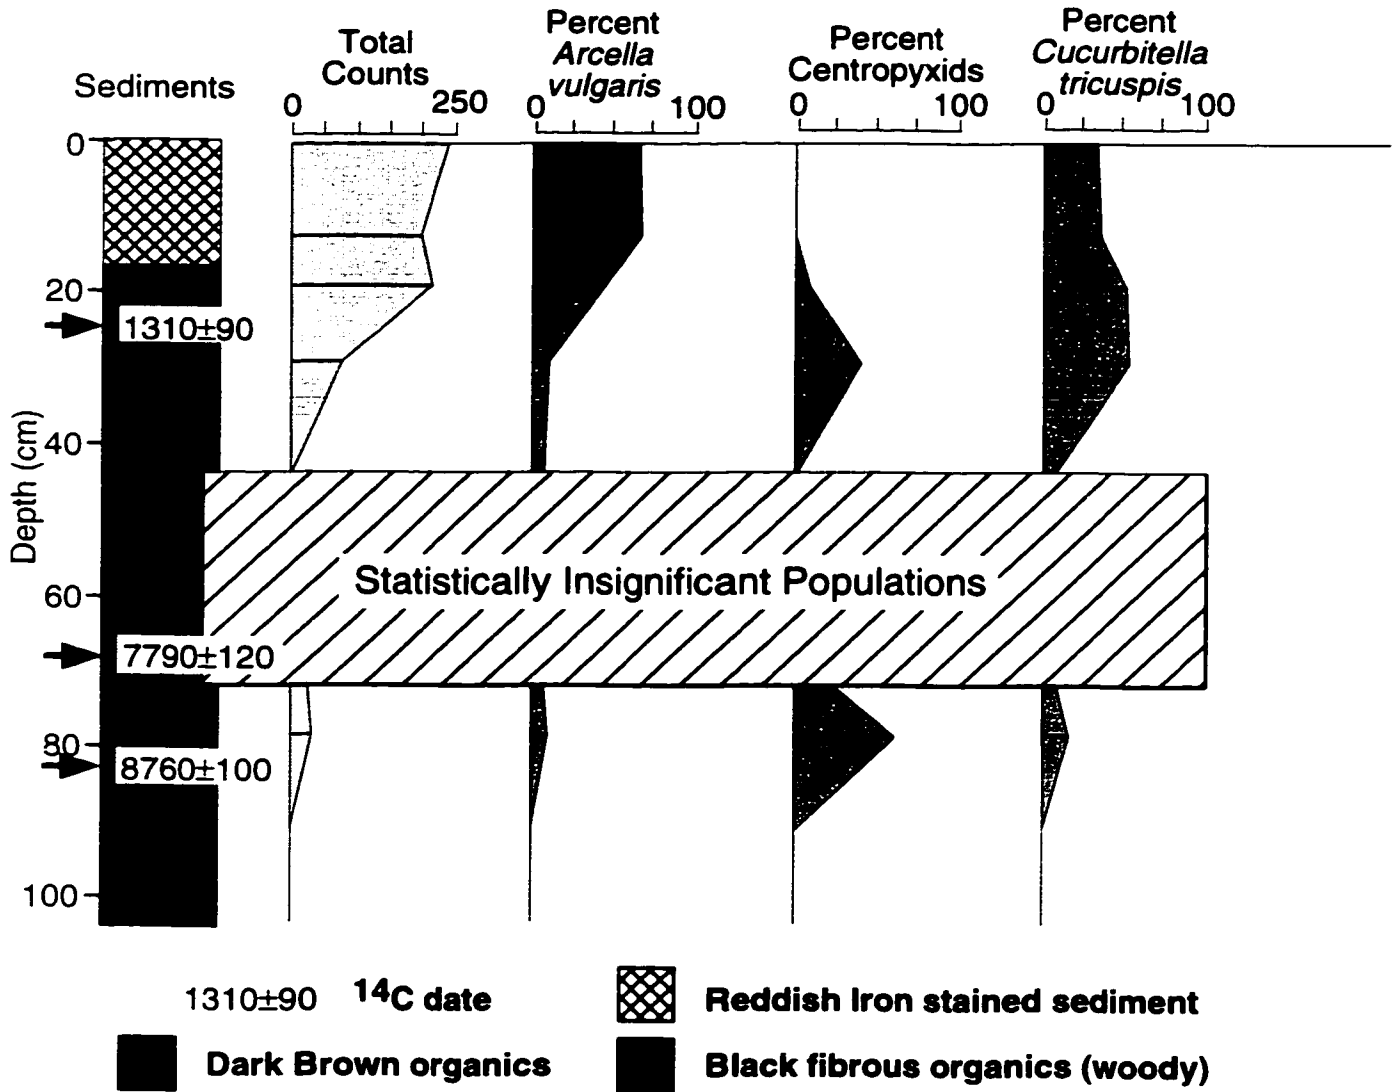 Sediments
Total
Counts
Percent
Arcella
vulgaris
Percent
Centropyxids
Percent
Cucurbitella
tricuspis
0 250
0 100
0 100
0 100
Depth (cm)
0
20
1310±90
40
Statistically Insignificant Populations
60
7790±120
80
8760±100
100
1310±90 14C date
Reddish Iron stained sediment
Dark Brown organics
Black fibrous organics (woody)